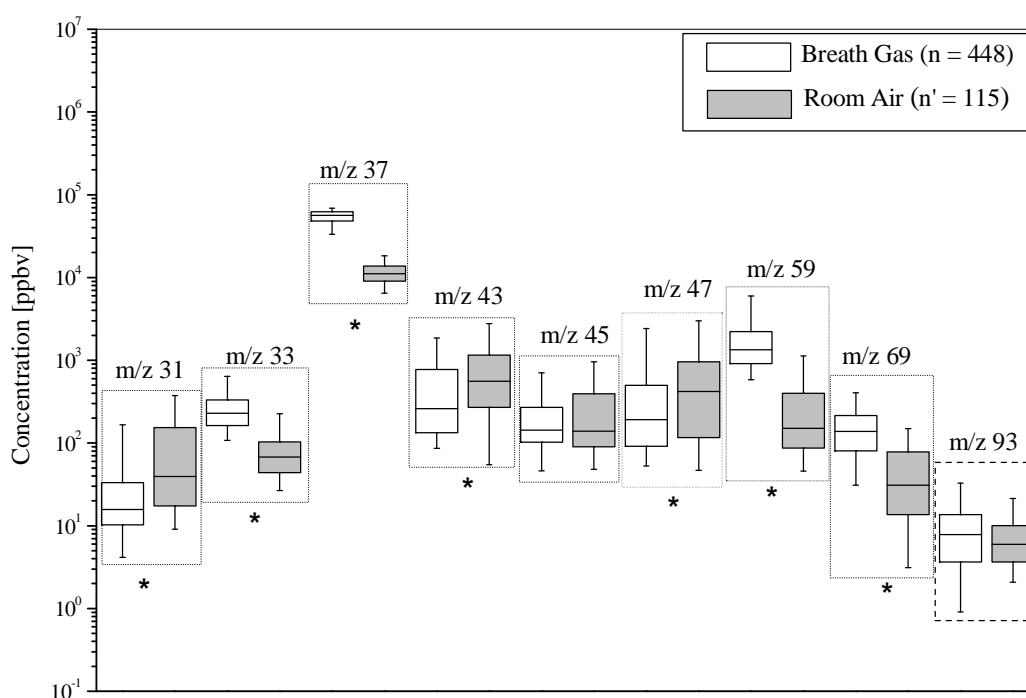 10^7
10^6
10^5
10^4
10^3
10^2
10^1
10^0
10^-1
Concentration [ppbv]
Breath Gas (n = 448)
Room Air (n' = 115)
m/z 31
*
m/z 33
*
m/z 37
*
m/z 43
*
m/z 45
m/z 47
*
m/z 59
*
m/z 69
*
m/z 93